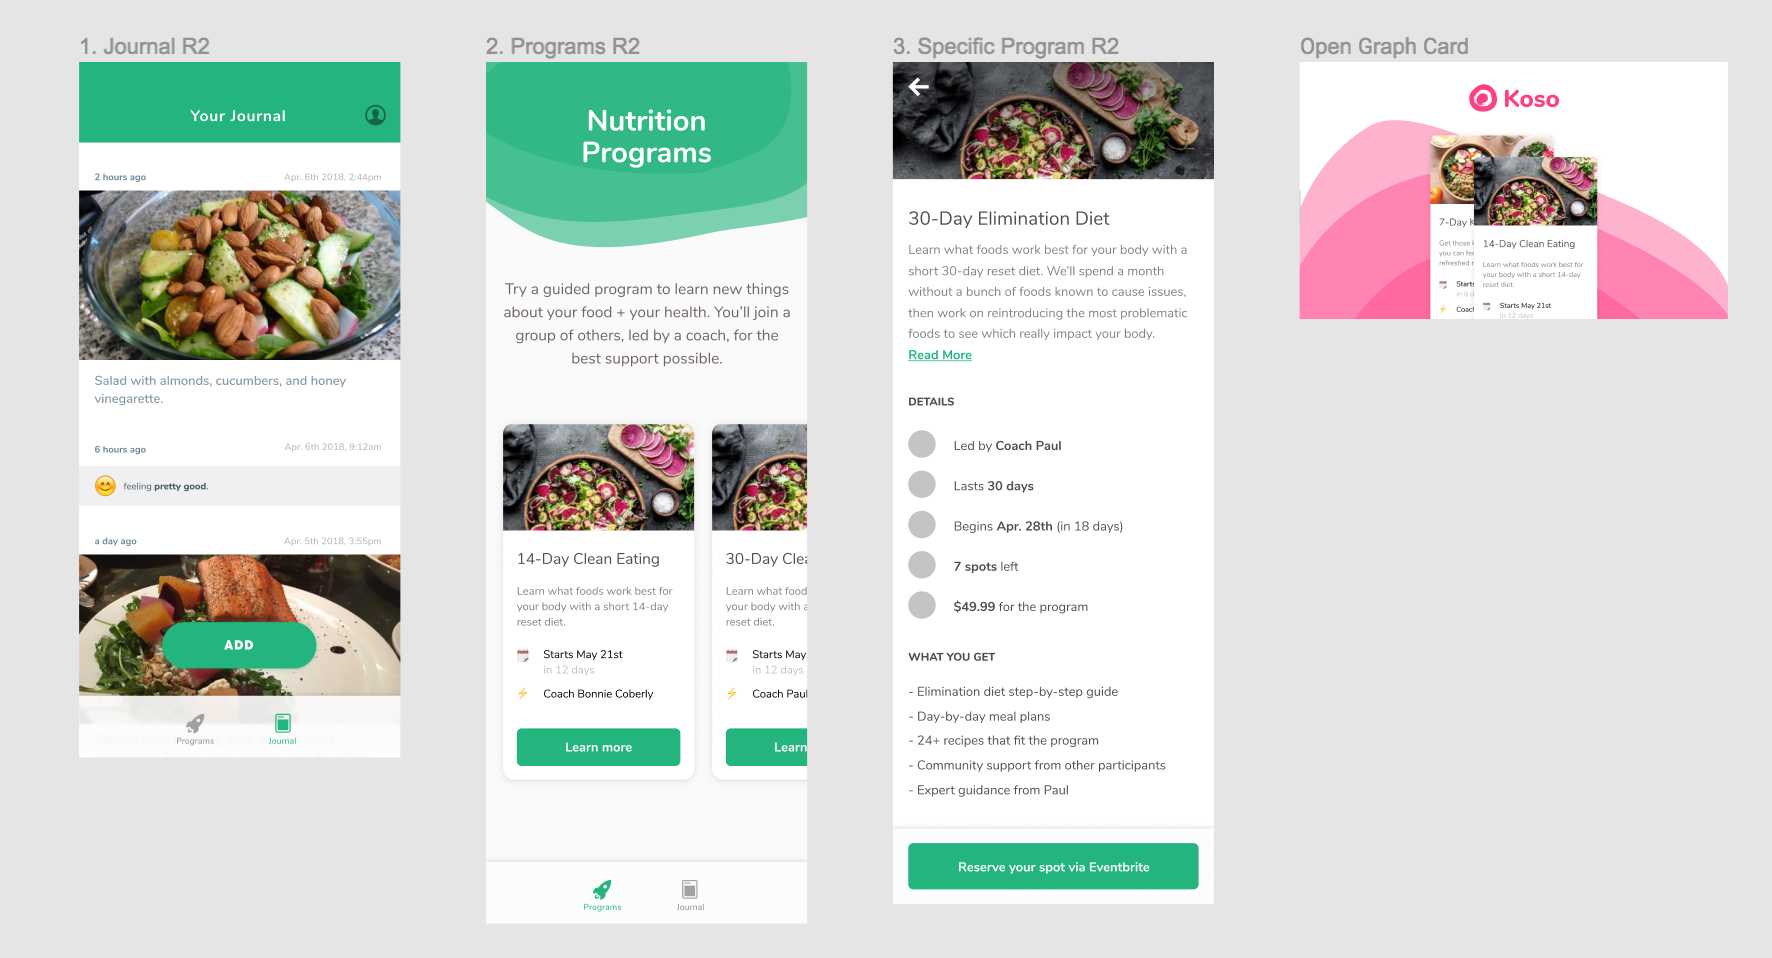 1. Journal R2
Your Journal
2 hours ago
Apr. 6th 2018, 2:44pm
Salad with almonds, cucumbers, and honey
vinegarette.
6 hours ago
Apr. 6th 2018, 9:12am
feeling pretty good.
a day ago
Apr. 5th 2018, 3:55pm
ADD
Programs
Journal
2. Programs R2
Nutrition
Programs
Try a guided program to learn new things
about your food + your health. You'll join a
group of others, led by a coach, for the
best support possible.
14-Day Clean Eating
Learn what foods work best for
your body with a short 14-day
reset diet.
Starts May 21st
in 12 days
Coach Bonnie Coberly
Learn more
30-Day Clea
Learn what food
your body with a
reset diet.
Starts May
in 12 days
Coach Paul
Learn
Programs
Journal
3. Specific Program R2
30-Day Elimination Diet
Learn what foods work best for your body with a
short 30-day reset diet. We'll spend a month
without a bunch of foods known to cause issues,
then work on reintroducing the most problematic
foods to see which really impact your body.
Read More
DETAILS
Led by Coach Paul
Lasts 30 days
Begins Apr. 28th (in 18 days)
7 spots left
$49.99 for the program
WHAT YOU GET
- Elimination diet step-by-step guide
- Day-by-day meal plans
- 24+ recipes that fit the program
- Community support from other participants
- Expert guidance from Paul
Reserve your spot via Eventbrite
Open Graph Card
Koso
7-Day K
Get those
you can fee
refreshed
Starts
in 8 d
Coach
14-Day Clean Eating
Learn what foods work best for
your body with a short 14-day
reset diet.
Starts May 21st
in 12 days